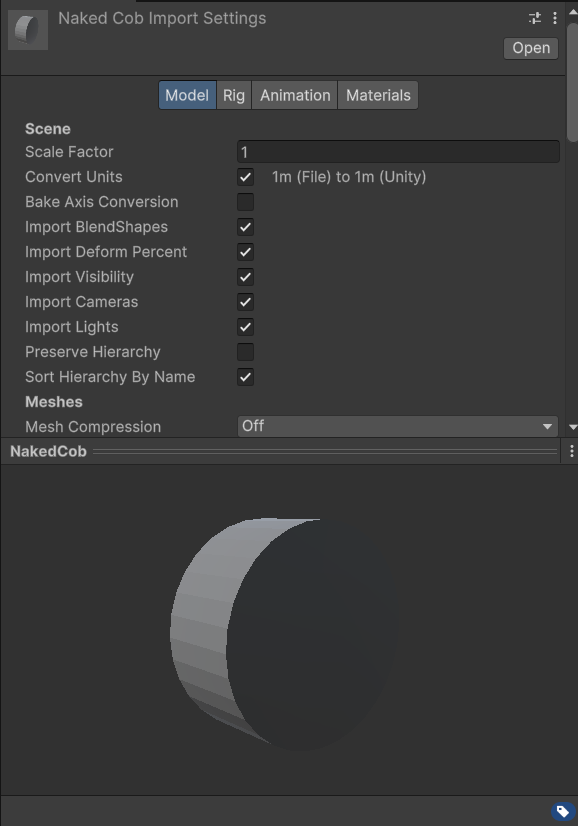 Naked Cob Import Settings
Open
Model Rig Animation Materials
Scene
Scale Factor 1
Convert Units 1m (File) to 1m (Unity)
Bake Axis Conversion
Import BlendShapes
Import Deform Percent
Import Visibility
Import Cameras
Import Lights
Preserve Hierarchy
Sort Hierarchy By Name
Meshes
Mesh Compression Off
NakedCob